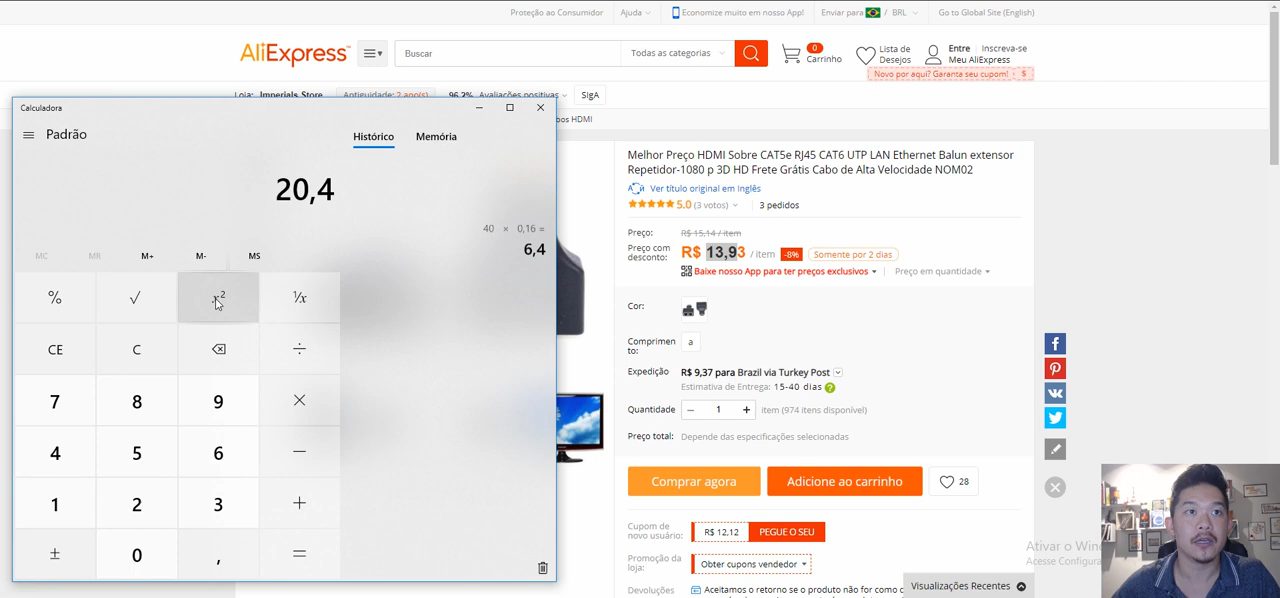 Proteção ao Consumidor
Ajuda
Economize muito em nosso App!
Enviar para / BRL
Go to Global Site (English)
AliExpress
Buscar
Todas as categorias
0
Carrinho
Lista de
Desejos
Entre | Inscreva-se
Meu AliExpress
Novo por aqui? Garanta seu cupom! $
Loja: Imperials Store
Antiguidade: 2 ano(s)
96.2% Avaliações positivas
SigA
bos HDMI
Calculadora
Padrão
Histórico
Memória
20,4
40 × 0,16 =
6,4
MC MR M+ M- MS
% √ x² ¹/x
CE C ⌫ ÷
7 8 9 ×
4 5 6 −
1 2 3 +
± 0 , =
Melhor Preço HDMI Sobre CAT5e RJ45 CAT6 UTP LAN Ethernet Balun extensor
Repetidor-1080 p 3D HD Frete Grátis Cabo de Alta Velocidade NOM02
Ver título original em Inglês
5.0 (3 votos)
3 pedidos
Preço: R$ 15,14 / item
Preço com
desconto:
R$ 13,93 / item -8% Somente por 2 dias
Baixe nosso App para ter preços exclusivos
Preço em quantidade
Cor:
Comprimen
to:
a
Expedição
R$ 9,37 para Brazil via Turkey Post
Estimativa de Entrega: 15-40 dias ?
Quantidade − 1 + item (974 itens disponível)
Preço total: Depende das especificações selecionadas
Comprar agora
Adicione ao carrinho
28
Cupom de
novo usuário:
R$ 12,12 PEGUE O SEU
Promoção da
loja:
Obter cupons vendedor
Devoluções
Aceitamos o retorno se o produto não for como c
Ativar o Wind
Acesse Configura
Visualizações Recentes